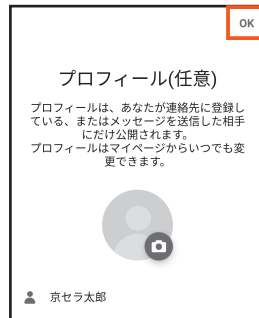 OK
プロフィール(任意)
プロフィールは、あなたが連絡先に登録し
ている、またはメッセージを送信した相手
にだけ公開されます。
プロフィールはマイページからいつでも変
更できます。
京セラ太郎